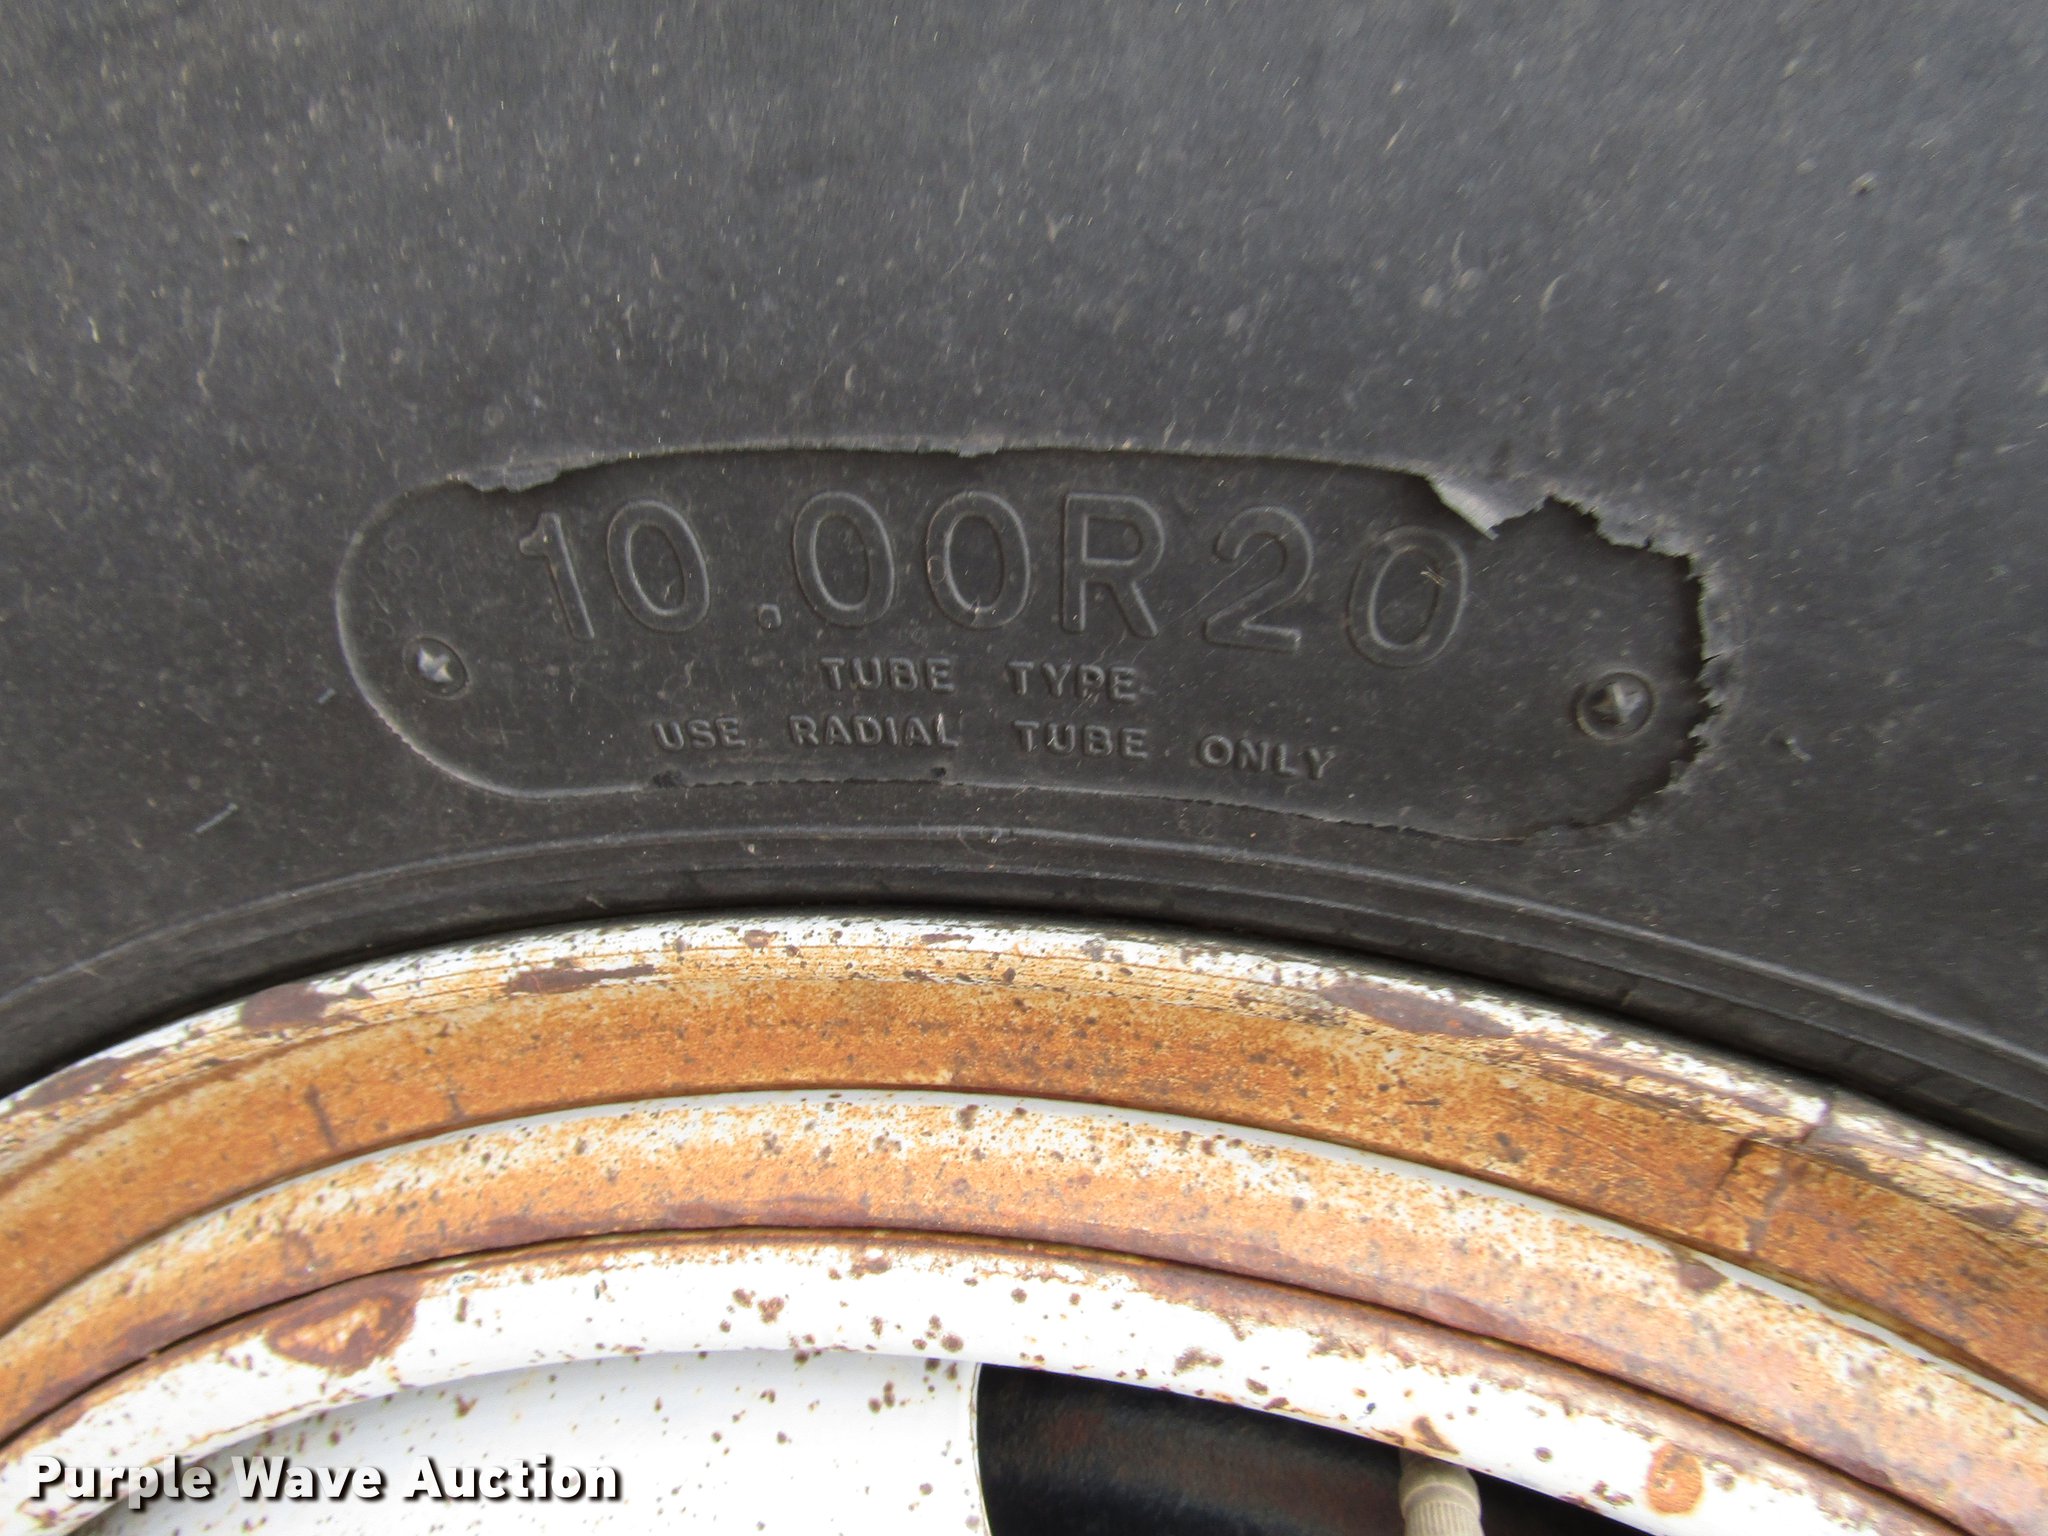 10.00R20
TUBE TYPE
USE RADIAL TUBE ONLY
Purple Wave Auction